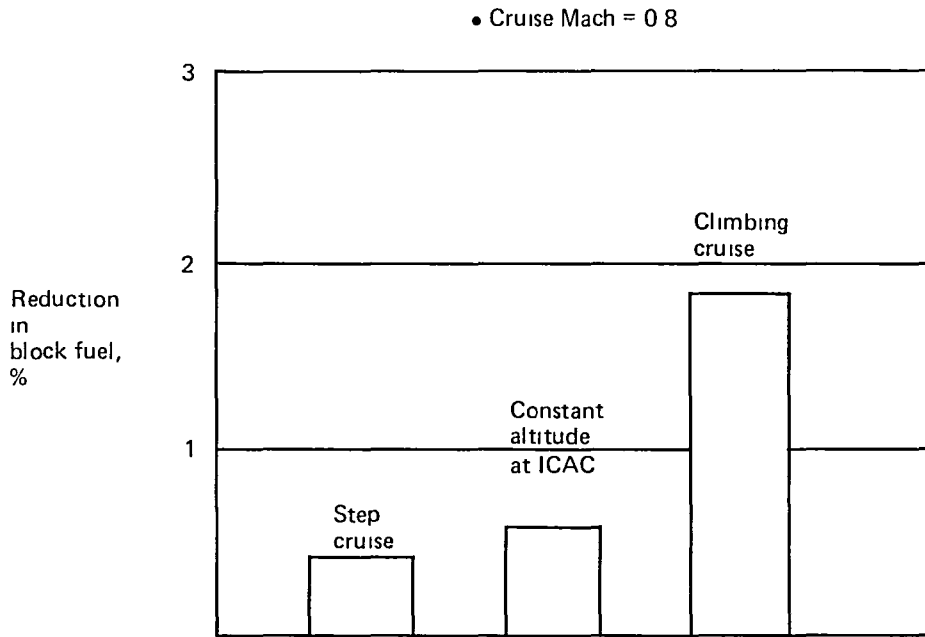 • Cruise Mach = 0 8
3
2
1
Reduction
in
block fuel,
%
Step
cruise
Constant
altitude
at ICAC
Climbing
cruise